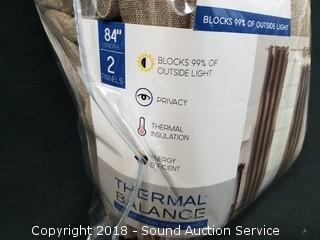 BLOCKS 99% OF OUTSIDE LIGHT
84"
LENGTH
2
PANELS
BLOCKS 99% OF
OUTSIDE LIGHT
PRIVACY
THERMAL
INSULATION
ENERGY
EFFICIENT
THERMAL
BALANCE
Copyright 2018 - Sound Auction Service